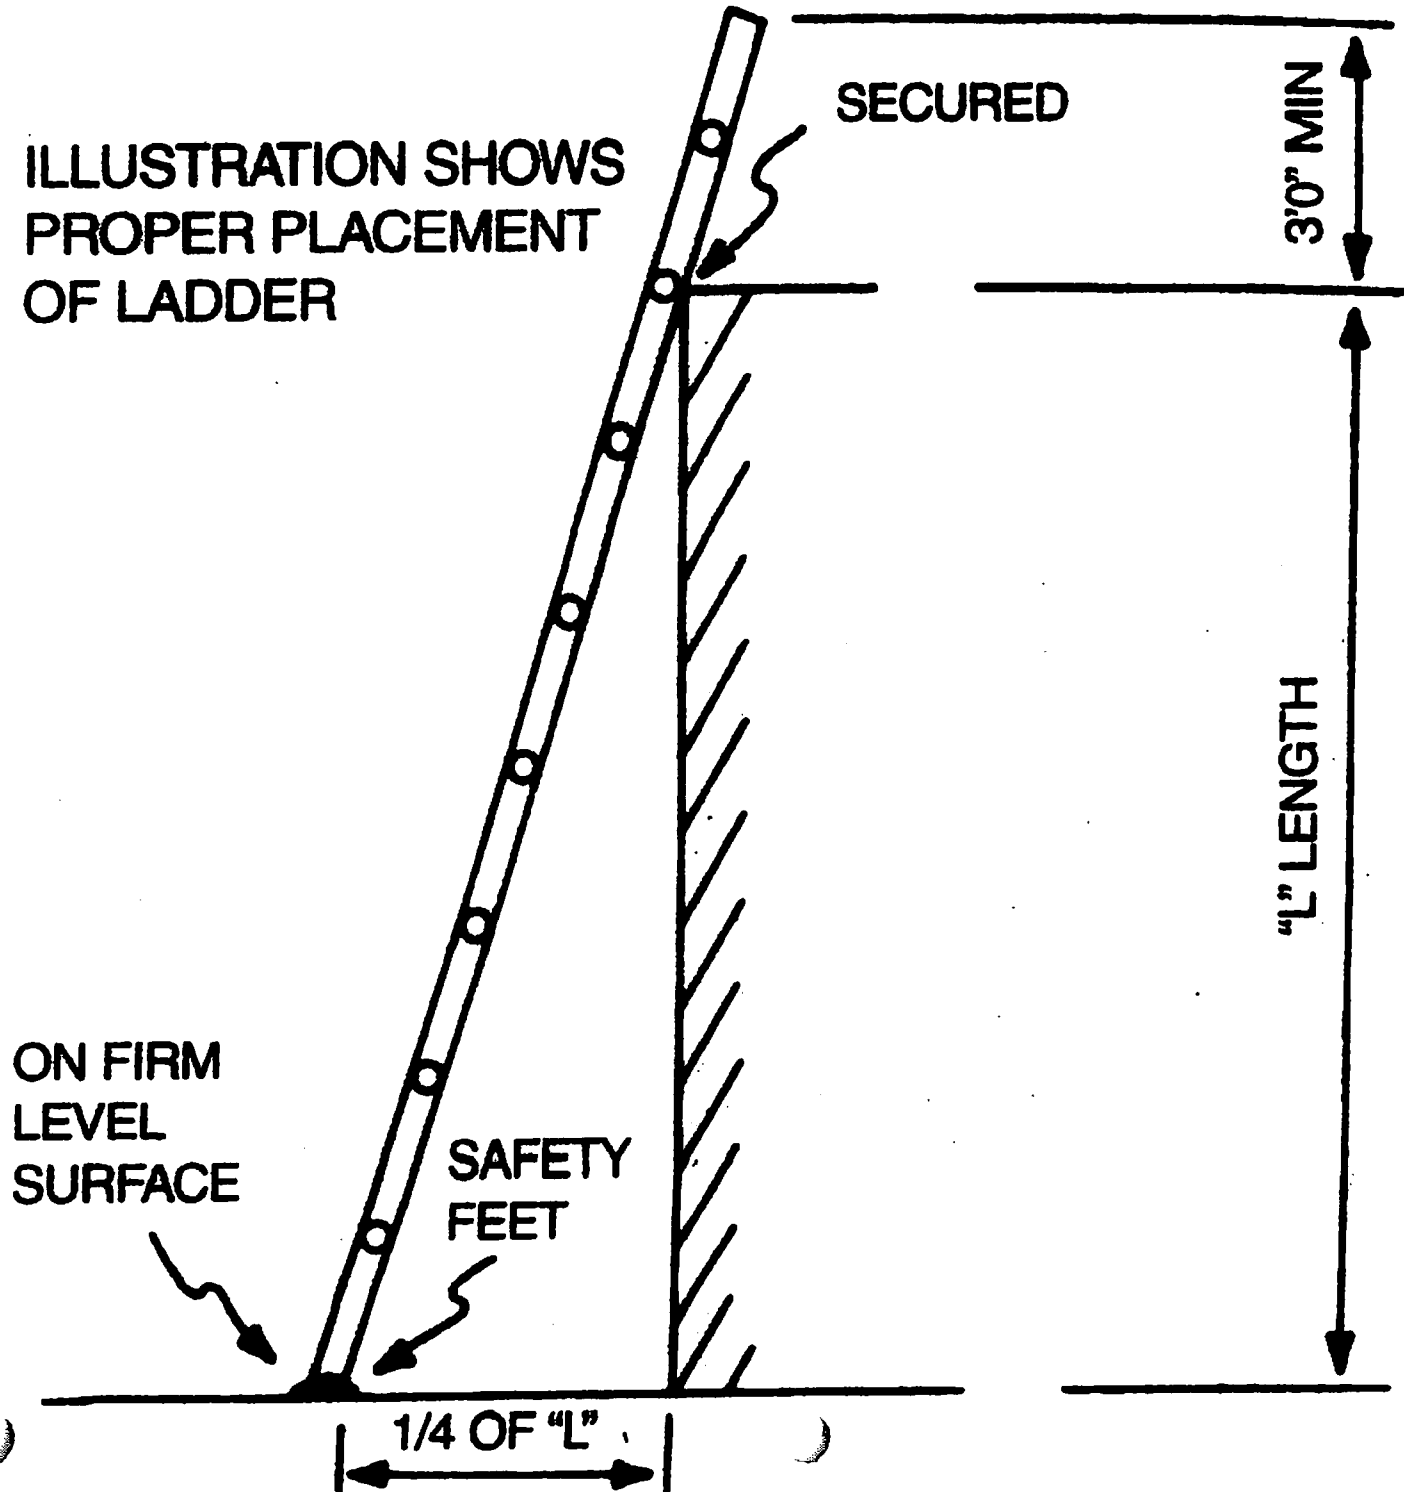 SECURED
3'0" MIN
ILLUSTRATION SHOWS
PROPER PLACEMENT
OF LADDER
"L" LENGTH
ON FIRM
LEVEL
SURFACE
SAFETY
FEET
1/4 OF "L"